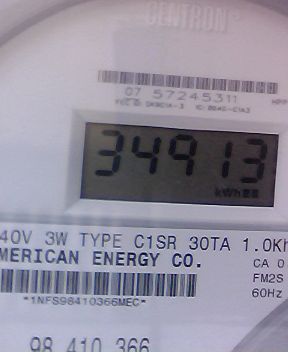 CENTRON
07 57245311
34913
kWh
40V 3W TYPE C1SR 30TA 1.0Kh
MERICAN ENERGY CO.
CA 0
FM2S
60Hz
*1NFS98410366MEC*
98 410 366